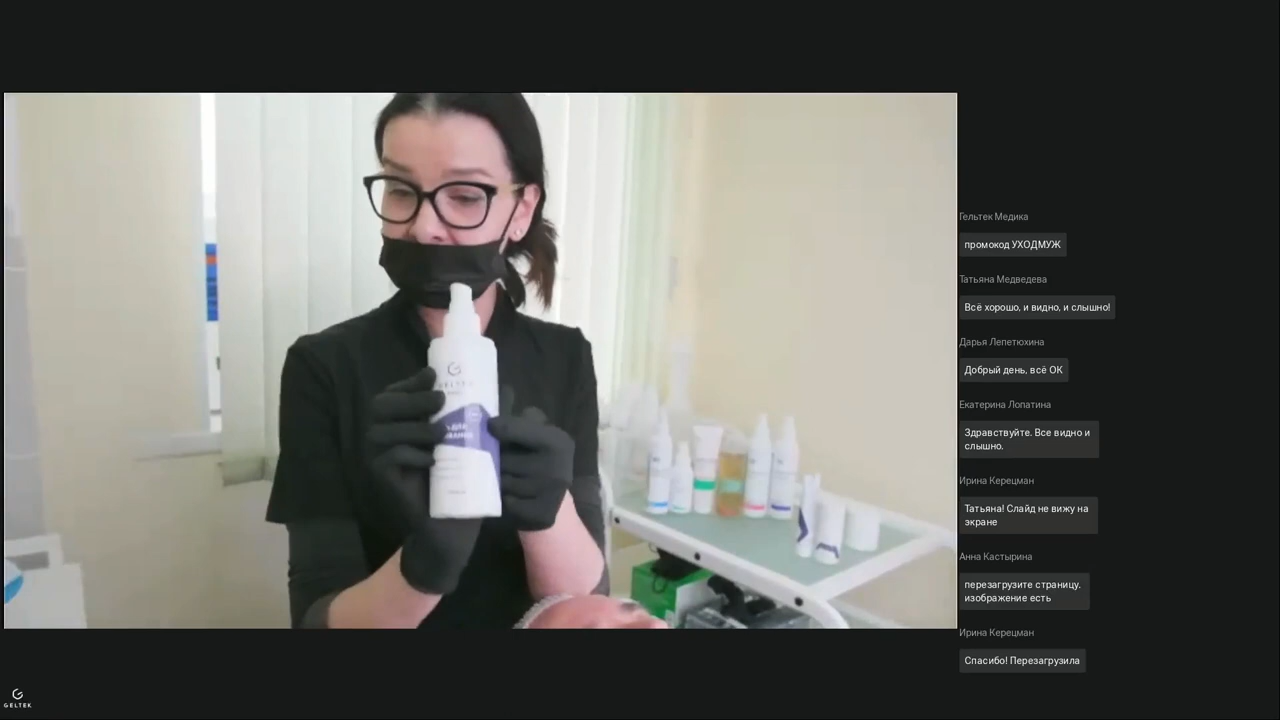 Гельтек Медика
промокод УХОДМУЖ
Татьяна Медведева
Всё хорошо, и видно, и слышно!
Дарья Лепетюхина
Добрый день, всё ОК
Екатерина Лопатина
Здравствуйте. Все видно и
слышно.
Ирина Керецман
Татьяна! Слайд не вижу на
экране
Анна Кастырина
перезагрузите страницу.
изображение есть
Ирина Керецман
Спасибо! Перезагрузила
GELTEK